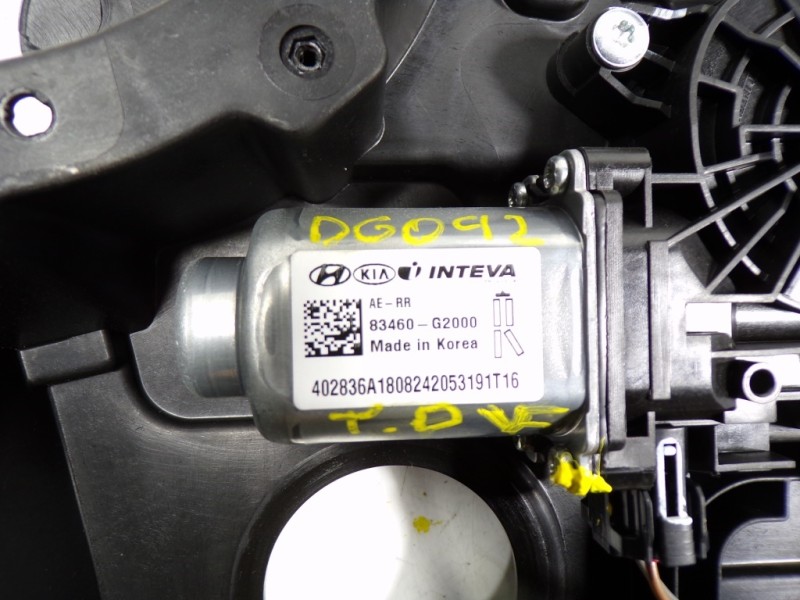 DG092
HYUNDAI KIA INTEVA
AE-RR
83460-G2000
Made in Korea
402836A1808242053191T16
T.D